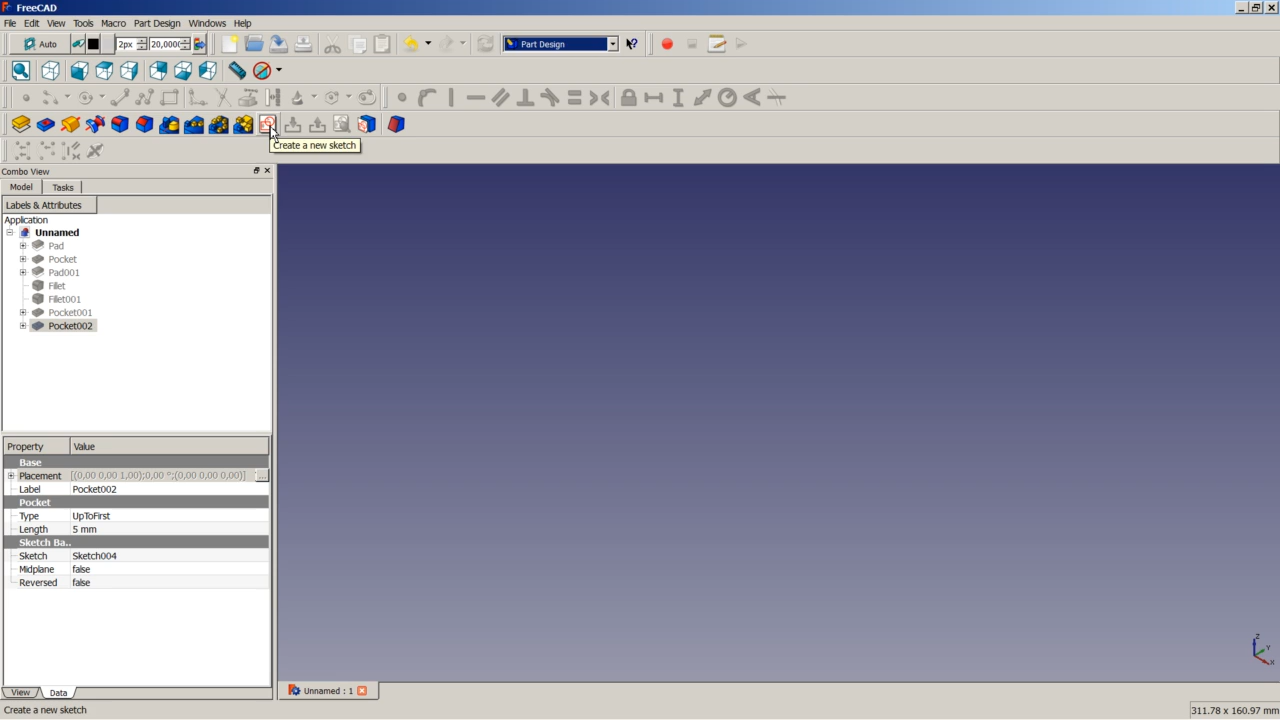 FreeCAD
File Edit View Tools Macro Part Design Windows Help
Auto 2px 20,0000 Part Design
Create a new sketch
Combo View
Model Tasks
Labels & Attributes
Application
Unnamed
Pad
Pocket
Pad001
Fillet
Fillet001
Pocket001
Pocket002
Property Value
Base
Placement [(0,00 0,00 1,00);0,00 °;(0,00 0,00 0,00)] ...
Label Pocket002
Pocket
Type UpToFirst
Length 5 mm
Sketch Ba..
Sketch Sketch004
Midplane false
Reversed false
Z
Y
X
View Data
Unnamed : 1
Create a new sketch 311.78 x 160.97 mm